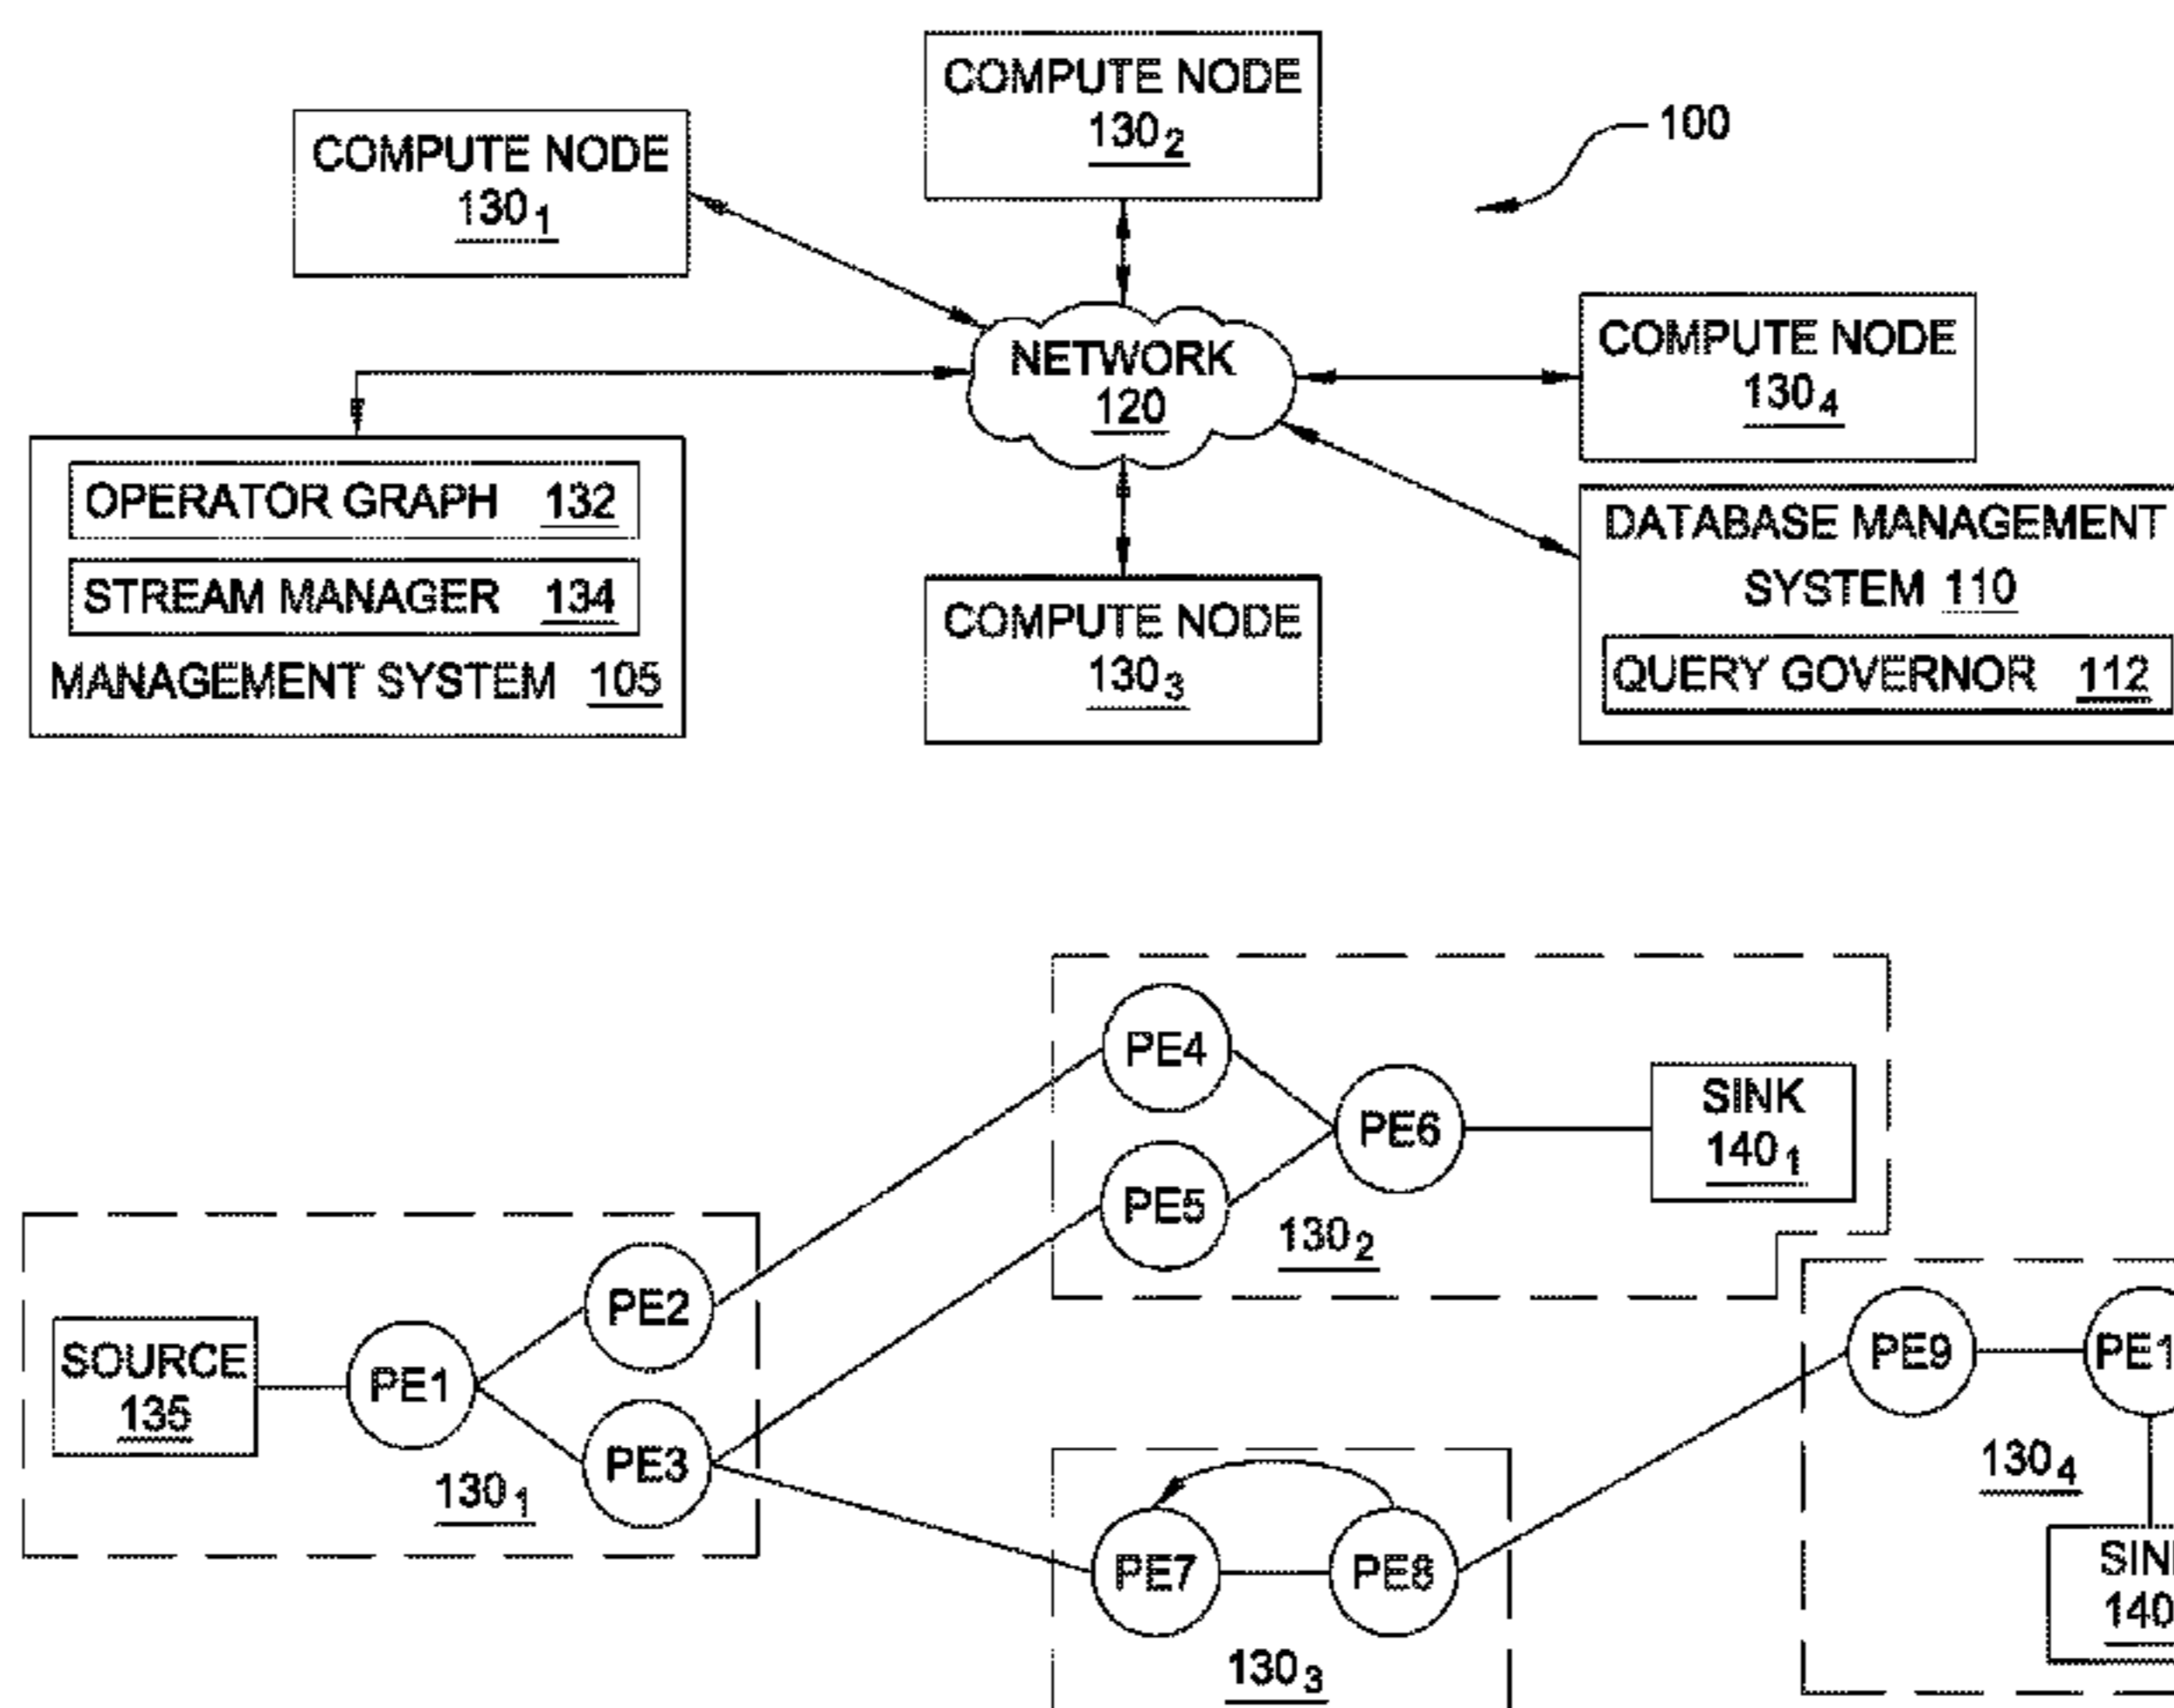 COMPUTE NODE
130₂
100
COMPUTE NODE
130₁
NETWORK
120
COMPUTE NODE
130₄
OPERATOR GRAPH 132
STREAM MANAGER 134
MANAGEMENT SYSTEM 105
COMPUTE NODE
130₃
DATABASE MANAGEMENT
SYSTEM 110
QUERY GOVERNOR 112
PE4
PE5
PE6
SINK
140₁
130₂
SOURCE
135
PE1
PE2
PE3
130₁
PE7
PE8
130₃
PE9
130₄
140